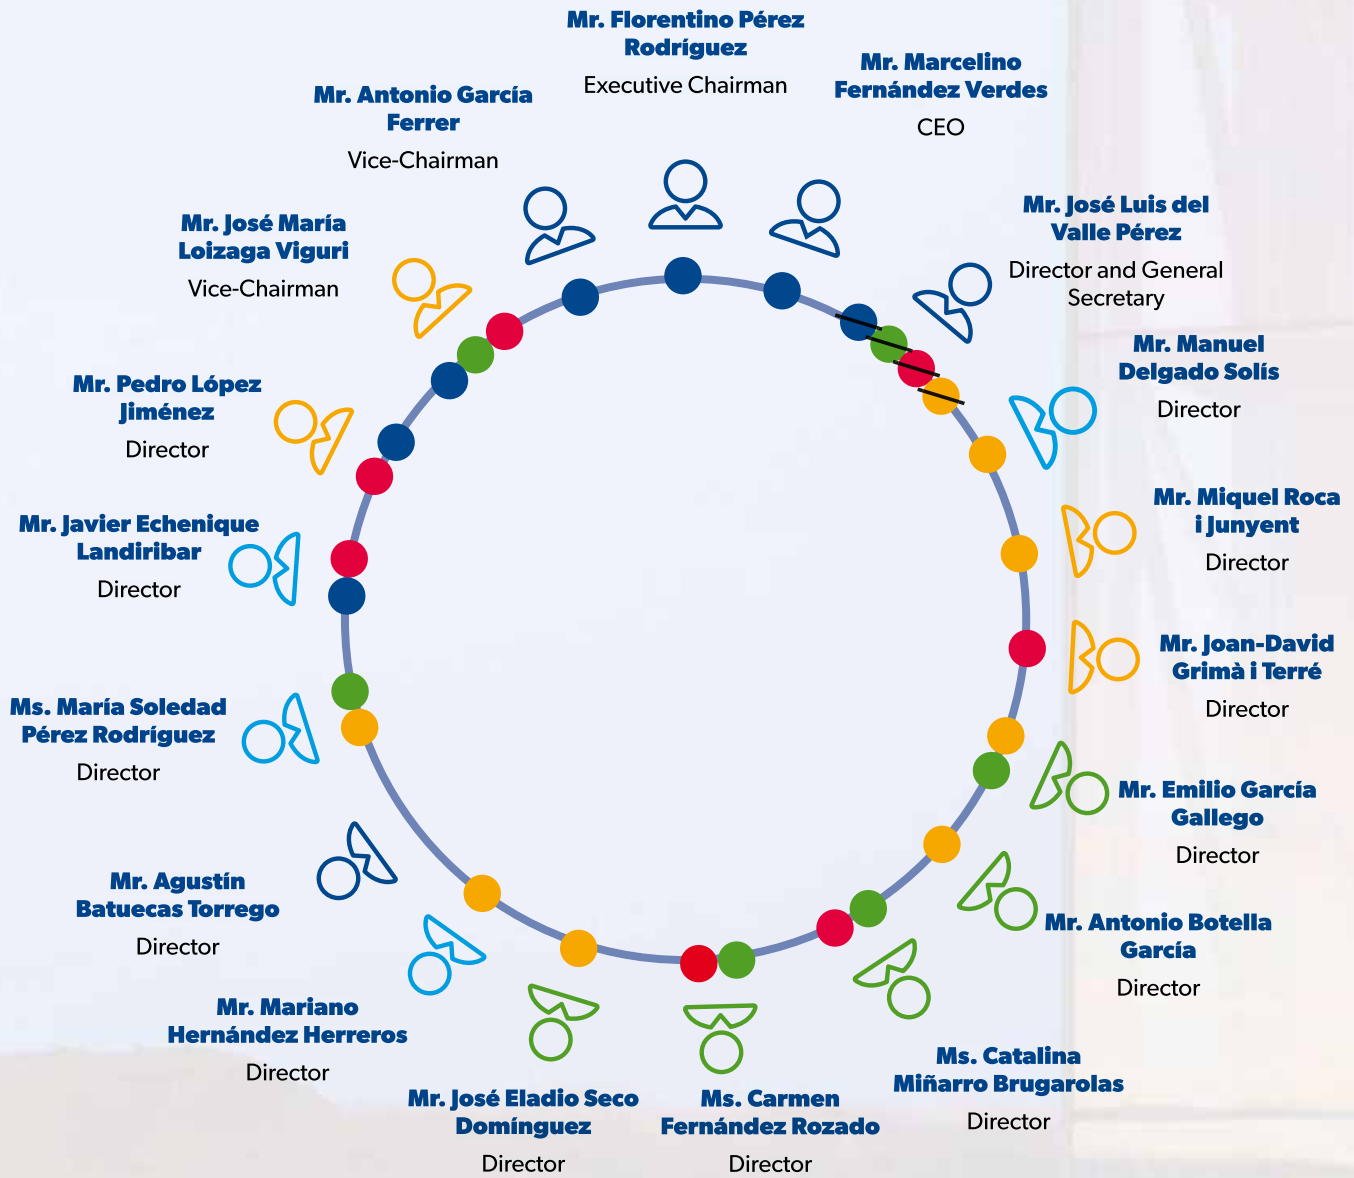 Mr. Florentino Pérez
Rodríguez
Executive Chairman
Mr. Marcelino
Fernández Verdes
CEO
Mr. José Luis del
Valle Pérez
Director and General
Secretary
Mr. Manuel
Delgado Solís
Director
Mr. Miquel Roca
i Junyent
Director
Mr. Joan-David
Grimà i Terré
Director
Mr. Emilio García
Gallego
Director
Mr. Antonio Botella
García
Director
Ms. Catalina
Miñarro Brugarolas
Director
Ms. Carmen
Fernández Rozado
Director
Mr. José Eladio Seco
Domínguez
Director
Mr. Mariano
Hernández Herreros
Director
Mr. Agustín
Batuecas Torrego
Director
Ms. María Soledad
Pérez Rodríguez
Director
Mr. Javier Echenique
Landiribar
Director
Mr. Pedro López
Jiménez
Director
Mr. José María
Loizaga Viguri
Vice-Chairman
Mr. Antonio García
Ferrer
Vice-Chairman